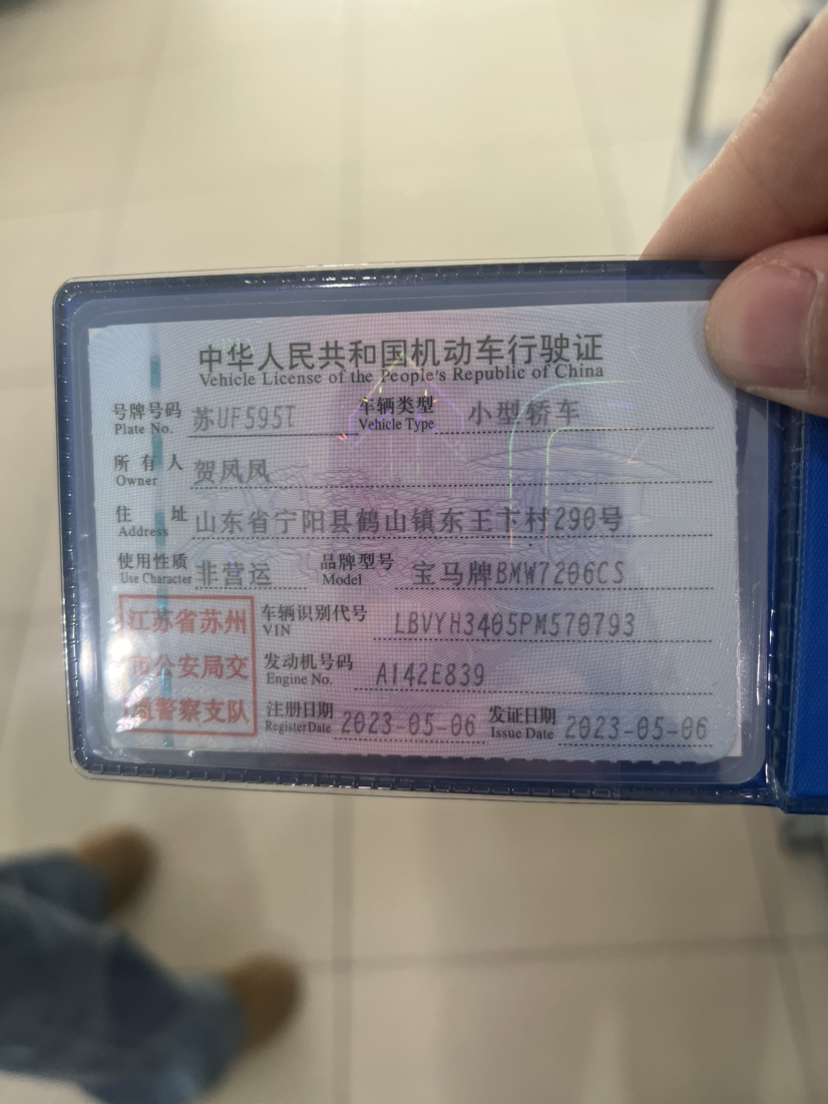 中华人民共和国机动车行驶证
Vehicle License of the People's Republic of China
号牌号码 Plate No. 苏UF595T 车辆类型 Vehicle Type 小型轿车
所有人 Owner 贺凤凤
住址 Address 山东省宁阳县鹤山镇东王卞村290号
使用性质 Use Character 非营运 品牌型号 Model 宝马牌BMW7206CS
江苏省苏州 车辆识别代号 VIN LBVYH3405PM570793
市公安局交 发动机号码 Engine No. A142E839
警察支队 注册日期 Register Date 2023-05-06 发证日期 Issue Date 2023-05-06